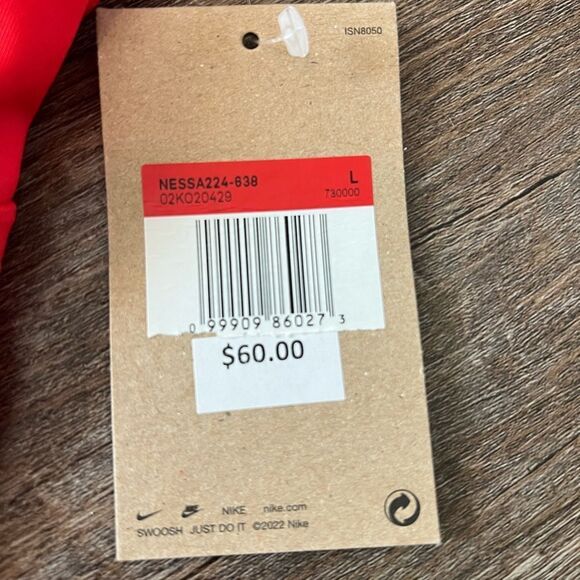 ISN8050
NESSA224-638 L
02KO20429 730000
0 99909 86027 3
$60.00
NIKE nike.com
SWOOSH JUST DO IT ©2022 Nike